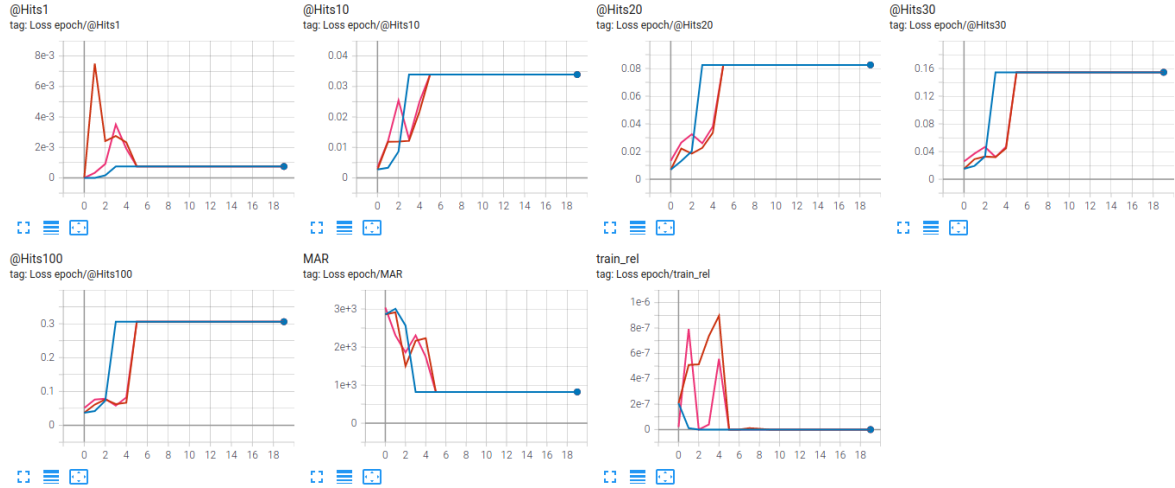 @Hits1
tag: Loss epoch/@Hits1
8e-3
6e-3
4e-3
2e-3
0
0 2 4 6 8 10 12 14 16 18
@Hits10
tag: Loss epoch/@Hits10
0.04
0.03
0.02
0.01
0
0 2 4 6 8 10 12 14 16 18
@Hits20
tag: Loss epoch/@Hits20
0.08
0.06
0.04
0.02
0
0 2 4 6 8 10 12 14 16 18
@Hits30
tag: Loss epoch/@Hits30
0.16
0.12
0.08
0.04
0
0 2 4 6 8 10 12 14 16 18
@Hits100
tag: Loss epoch/@Hits100
0.3
0.2
0.1
0
0 2 4 6 8 10 12 14 16 18
MAR
tag: Loss epoch/MAR
3e+3
2e+3
1e+3
0
0 2 4 6 8 10 12 14 16 18
train_rel
tag: Loss epoch/train_rel
1e-6
8e-7
6e-7
4e-7
2e-7
0
0 2 4 6 8 10 12 14 16 18